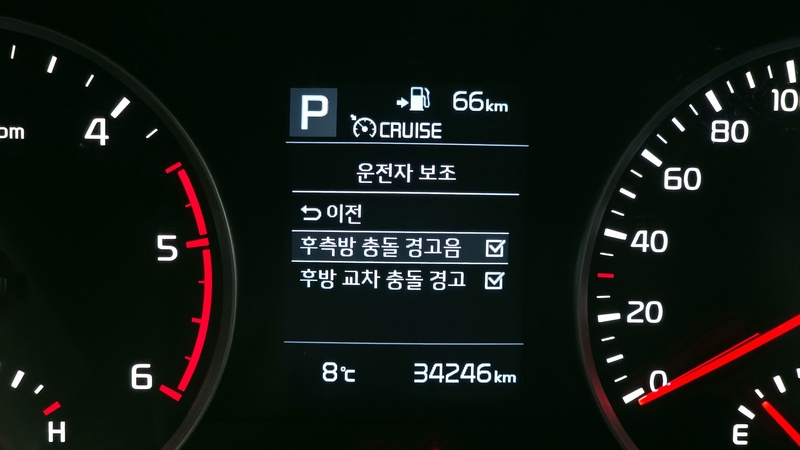 P
66km
CRUISE
운전자 보조
이전
후측방 충돌 경고음
후방 교차 충돌 경고
8℃
34246km
4
5
6
H
om
100
80
60
40
20
0
E